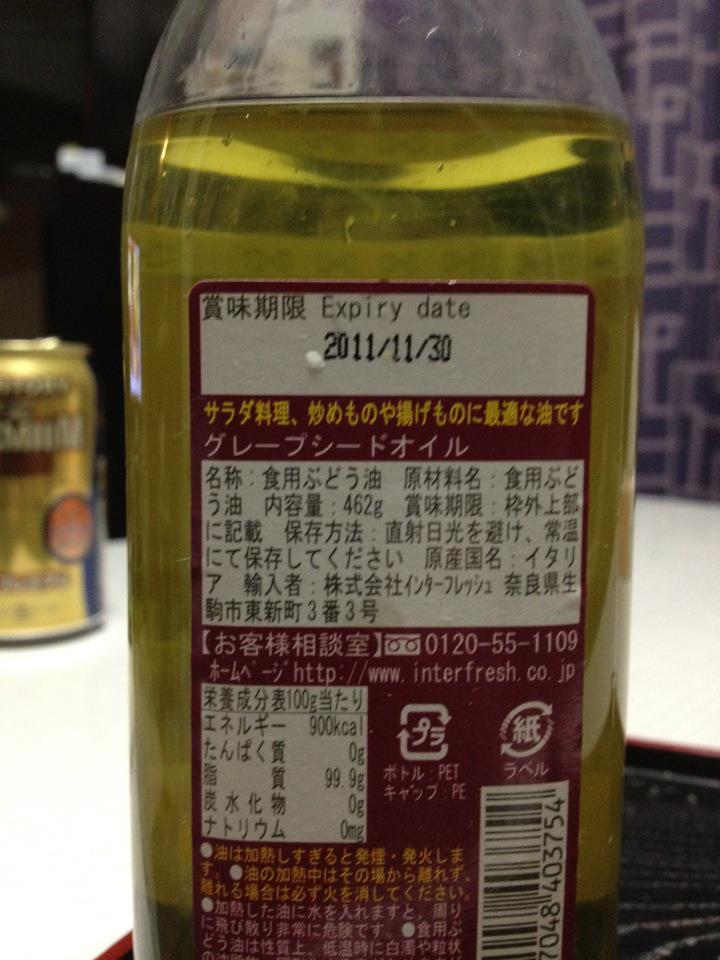 賞味期限 Expiry date
2011/11/30
サラダ料理、炒めものや揚げものに最適な油です
グレープシードオイル
名称:食用ぶどう油 原材料名:食用ぶど
う油 内容量:462g 賞味期限:枠外上部
に記載 保存方法:直射日光を避け、常温
にて保存してください 原産国名:イタリ
ア 輸入者:株式会社インターフレッシュ 奈良県生
駒市東新町3番3号
【お客様相談室】0120-55-1109
ホームページhttp://www.interfresh.co.jp
栄養成分表100g当たり
エネルギー 900kcal
たんぱく質 0g
脂質 99.9g
炭水化物 0g
ナトリウム 0mg
プラ
ボトル:PET
キャップ:PE
紙
ラベル
●油は加熱しすぎると発煙・発火しま
す。●油の加熱中はその場から離れず、
離れる場合は必ず火を消してください。
●加熱した油に水を入れますと、周り
に飛び散り非常に危険です。●食用ぶ
どう油は性質上、低温時に白濁や粒状
7048 403754